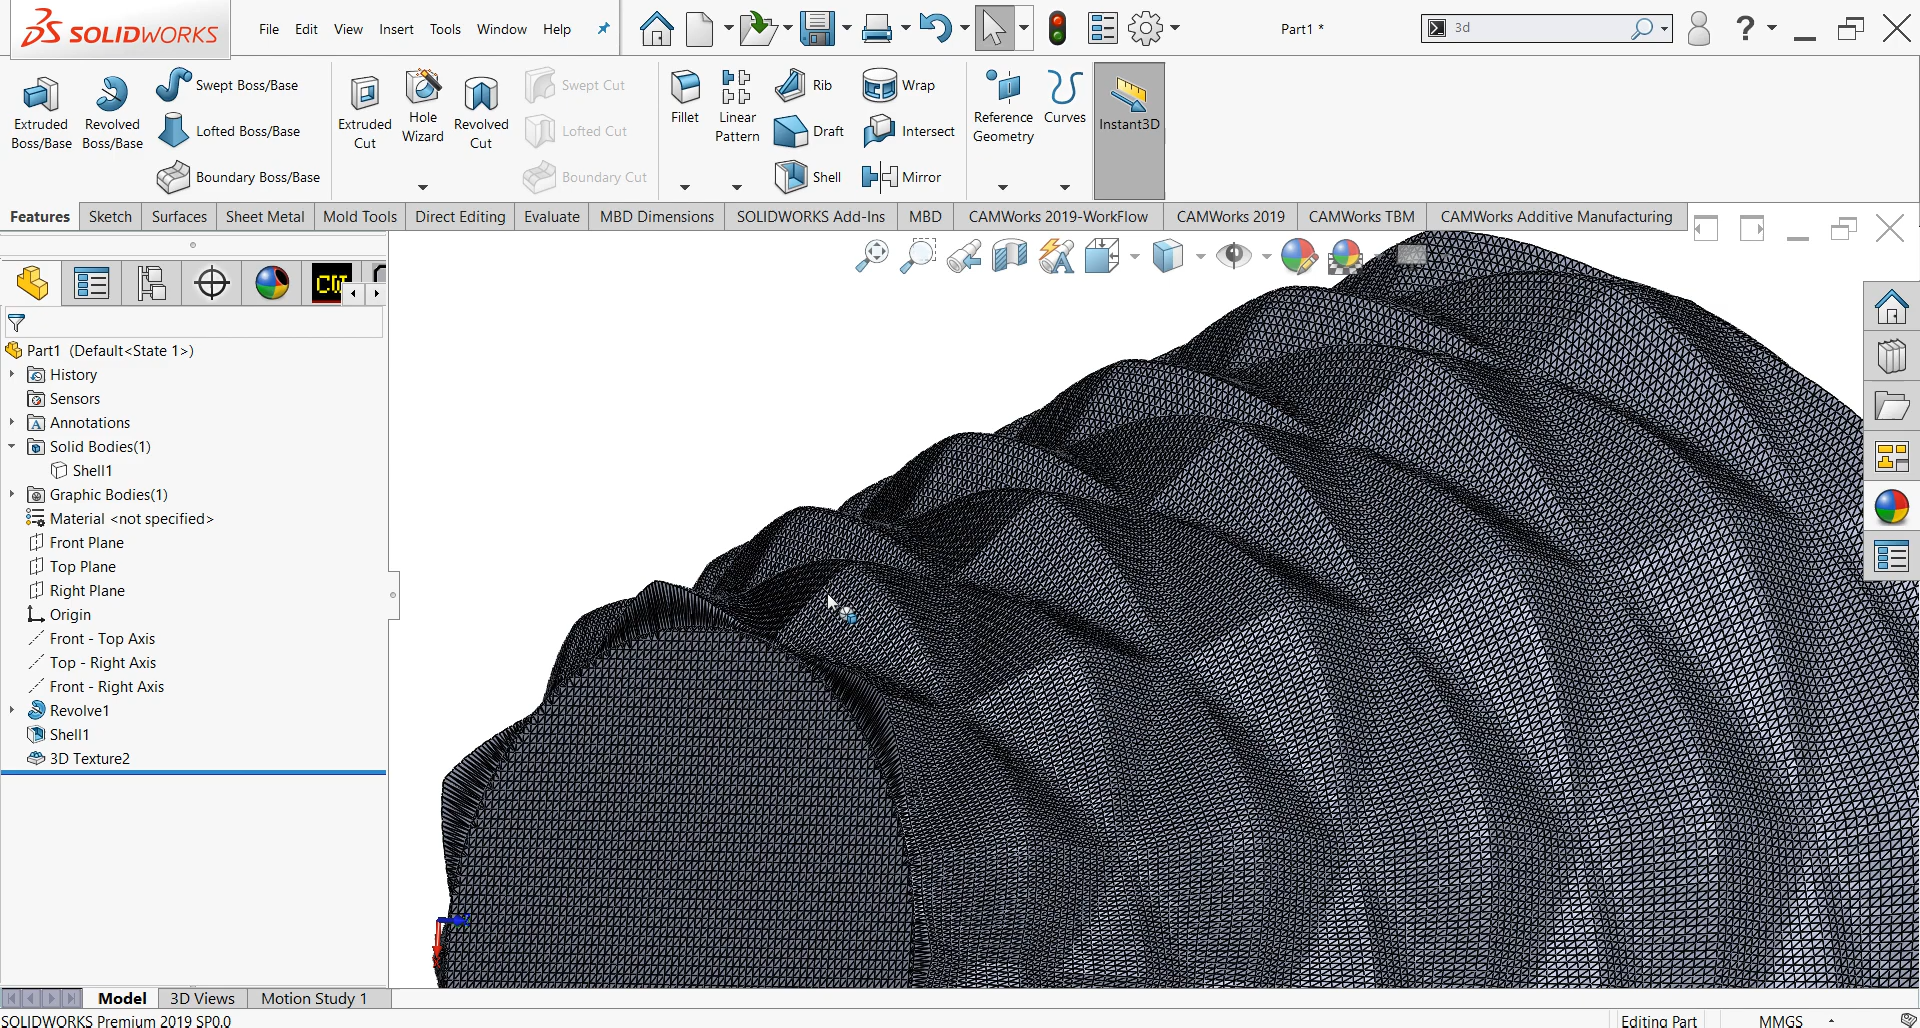 SOLIDWORKS
File Edit View Insert Tools Window Help
Part1 *
3d
Extruded Boss/Base
Revolved Boss/Base
Swept Boss/Base
Lofted Boss/Base
Boundary Boss/Base
Extruded Cut
Hole Wizard
Revolved Cut
Swept Cut
Lofted Cut
Boundary Cut
Fillet
Linear Pattern
Rib
Draft
Shell
Wrap
Intersect
Mirror
Reference Geometry
Curves
Instant3D
Features Sketch Surfaces Sheet Metal Mold Tools Direct Editing Evaluate MBD Dimensions SOLIDWORKS Add-Ins MBD CAMWorks 2019-WorkFlow CAMWorks 2019 CAMWorks TBM CAMWorks Additive Manufacturing
CW
Part1 (Default<State 1>)
History
Sensors
Annotations
Solid Bodies(1)
Shell1
Graphic Bodies(1)
Material <not specified>
Front Plane
Top Plane
Right Plane
Origin
Front - Top Axis
Top - Right Axis
Front - Right Axis
Revolve1
Shell1
3D Texture2
Model 3D Views Motion Study 1
SOLIDWORKS Premium 2019 SP0.0
Editing Part MMGS